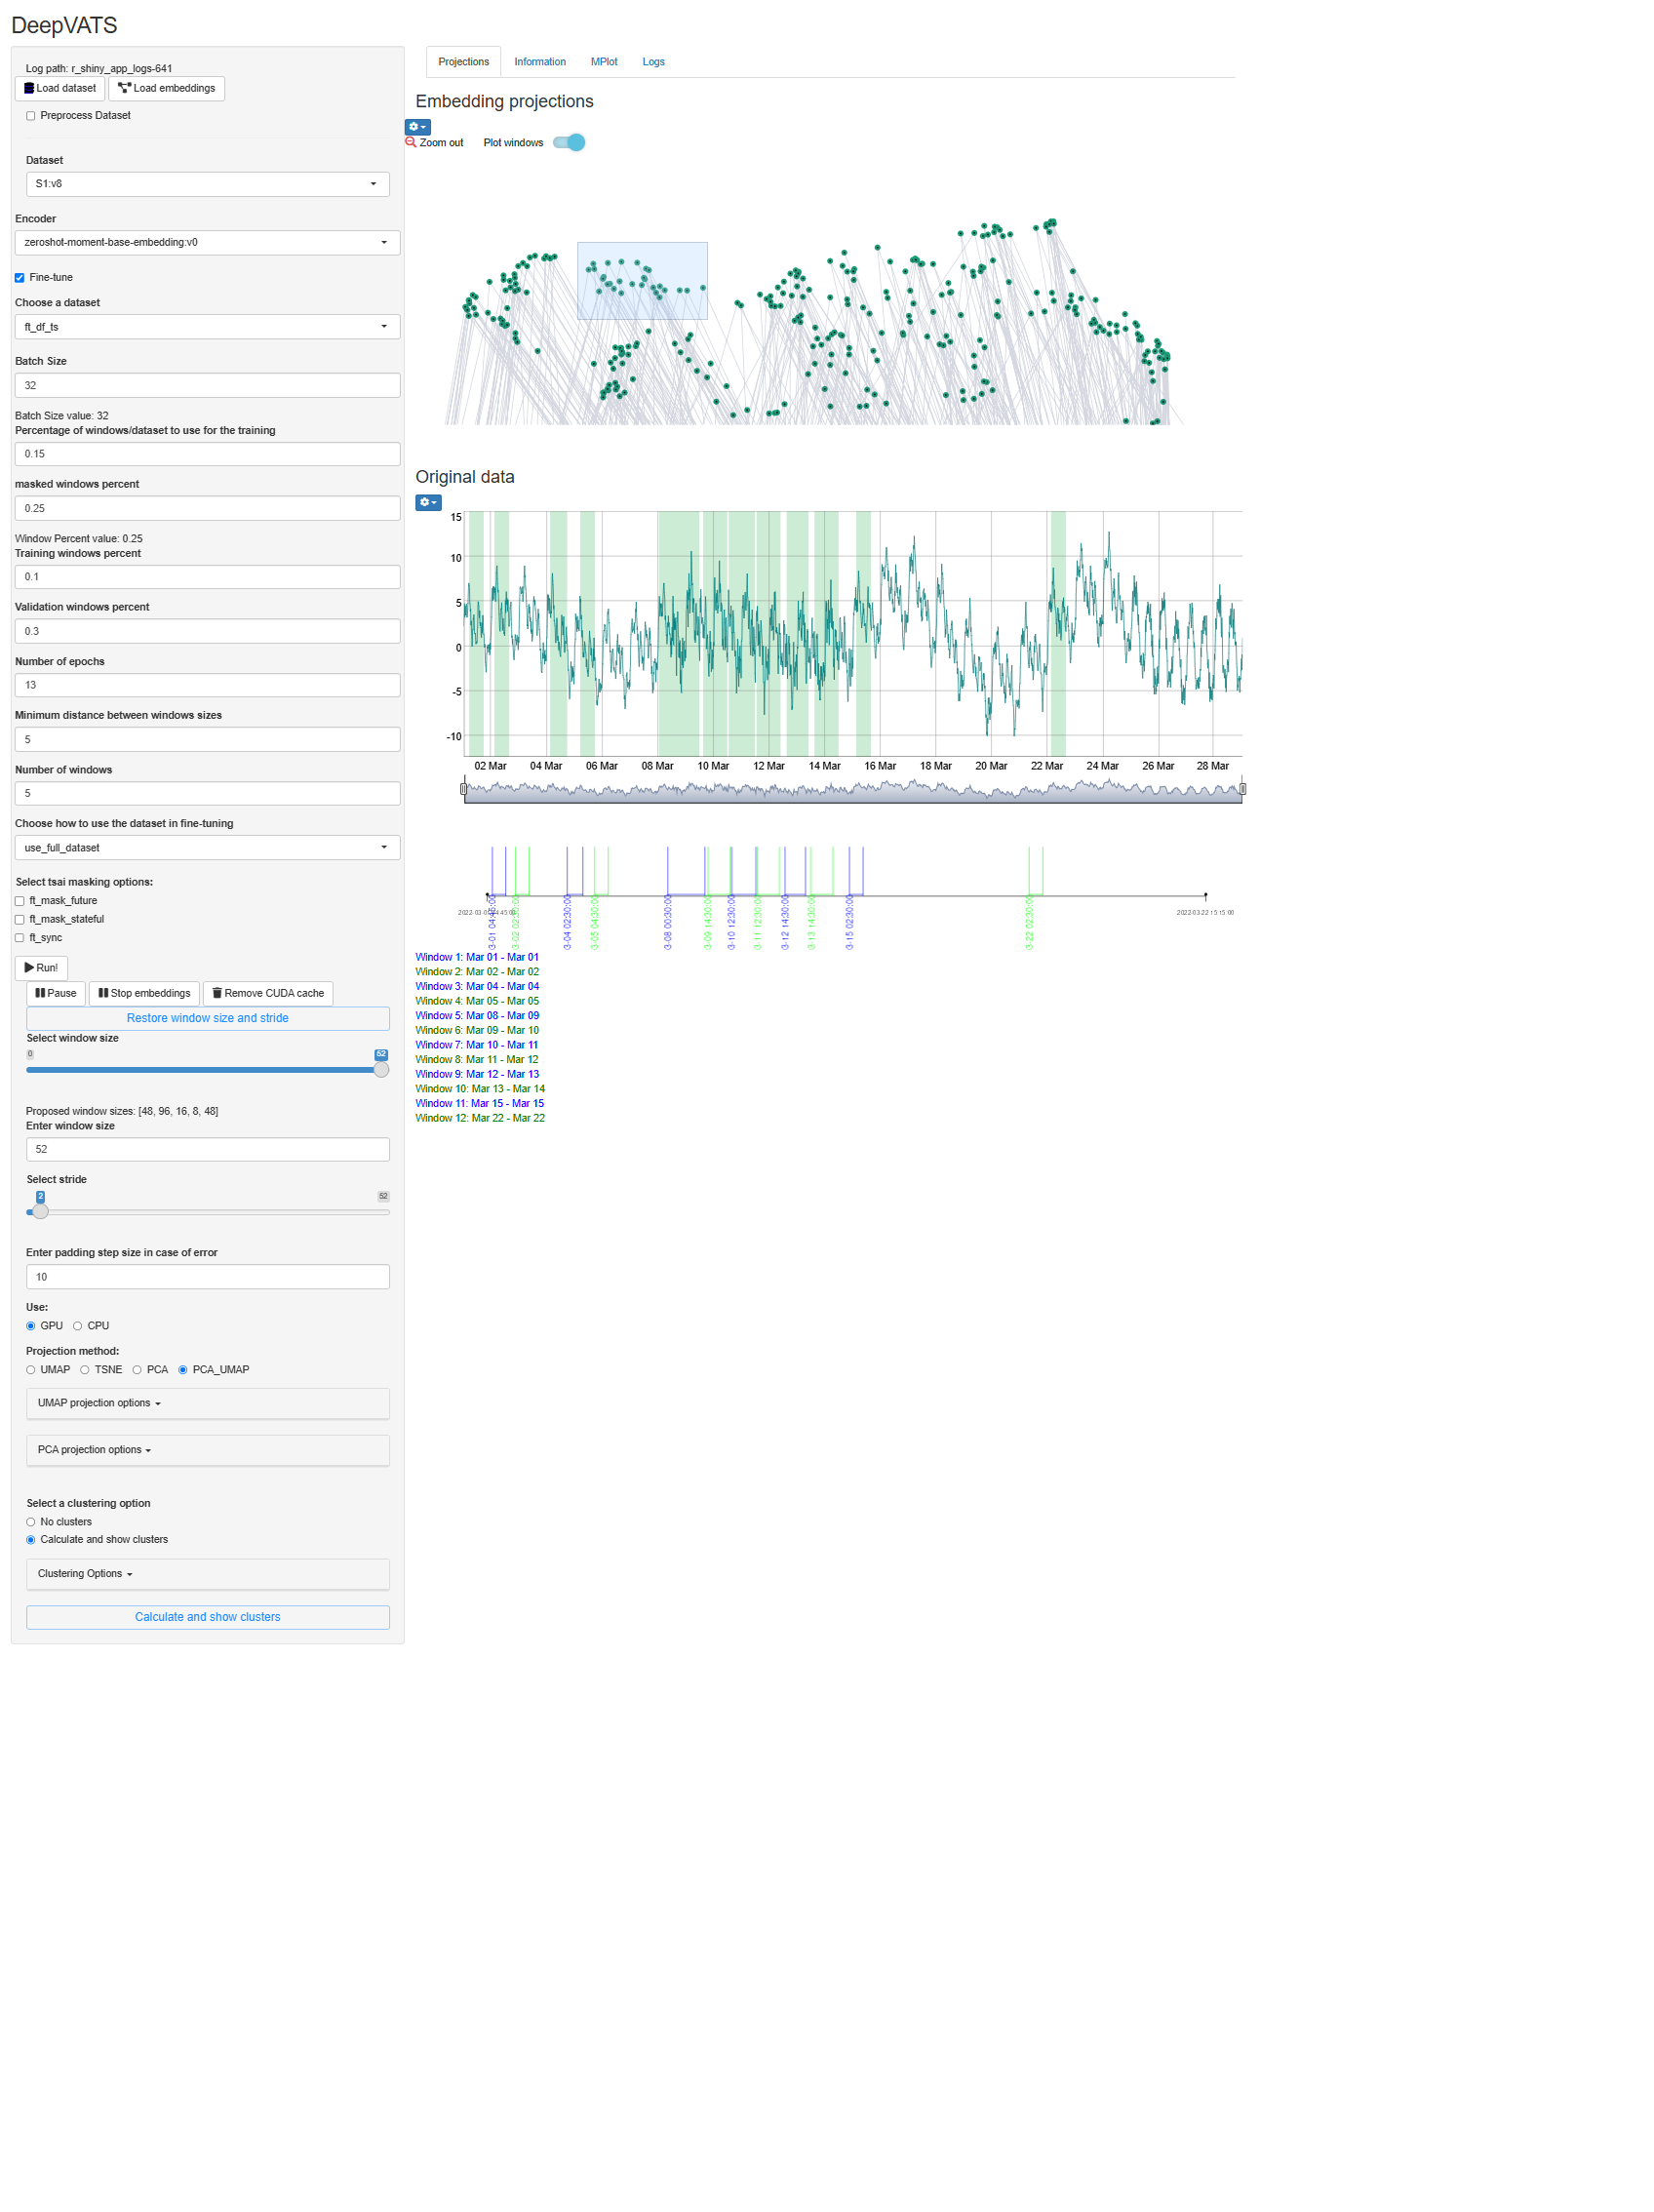 DeepVATS
Log path: r_shiny_app_logs-641
Load dataset
Load embeddings
Preprocess Dataset
Dataset
S1:v8
Encoder
zeroshot-moment-base-embedding:v0
Fine-tune
Choose a dataset
ft_df_ts
Batch Size
32
Batch Size value: 32
Percentage of windows/dataset to use for the training
0.15
masked windows percent
0.25
Window Percent value: 0.25
Training windows percent
0.1
Validation windows percent
0.3
Number of epochs
13
Minimum distance between windows sizes
5
Number of windows
5
Choose how to use the dataset in fine-tuning
use_full_dataset
Select tsai masking options:
ft_mask_future
ft_mask_stateful
ft_sync
Run!
Pause
Stop embeddings
Remove CUDA cache
Restore window size and stride
Select window size
0
52
Proposed window sizes: [48, 96, 16, 8, 48]
Enter window size
52
Select stride
2
52
Enter padding step size in case of error
10
Use:
GPU
CPU
Projection method:
UMAP
TSNE
PCA
PCA_UMAP
UMAP projection options
PCA projection options
Select a clustering option
No clusters
Calculate and show clusters
Clustering Options
Calculate and show clusters
Projections
Information
MPlot
Logs
Embedding projections
Zoom out
Plot windows
Original data
15
10
5
0
-5
-10
02 Mar
04 Mar
06 Mar
08 Mar
10 Mar
12 Mar
14 Mar
16 Mar
18 Mar
20 Mar
22 Mar
24 Mar
26 Mar
28 Mar
3-04 02:30:00
3-05 04:30:00
3-08 00:30:00
3-09 14:30:00
3-10 12:30:00
3-11 12:30:00
3-12 14:30:00
3-13 14:30:00
3-15 02:30:00
3-22 02:30:00
2022-03-22 15:15:00
Window 1: Mar 01 - Mar 01
Window 2: Mar 02 - Mar 02
Window 3: Mar 04 - Mar 04
Window 4: Mar 05 - Mar 05
Window 5: Mar 08 - Mar 09
Window 6: Mar 09 - Mar 10
Window 7: Mar 10 - Mar 11
Window 8: Mar 11 - Mar 12
Window 9: Mar 12 - Mar 13
Window 10: Mar 13 - Mar 14
Window 11: Mar 15 - Mar 15
Window 12: Mar 22 - Mar 22